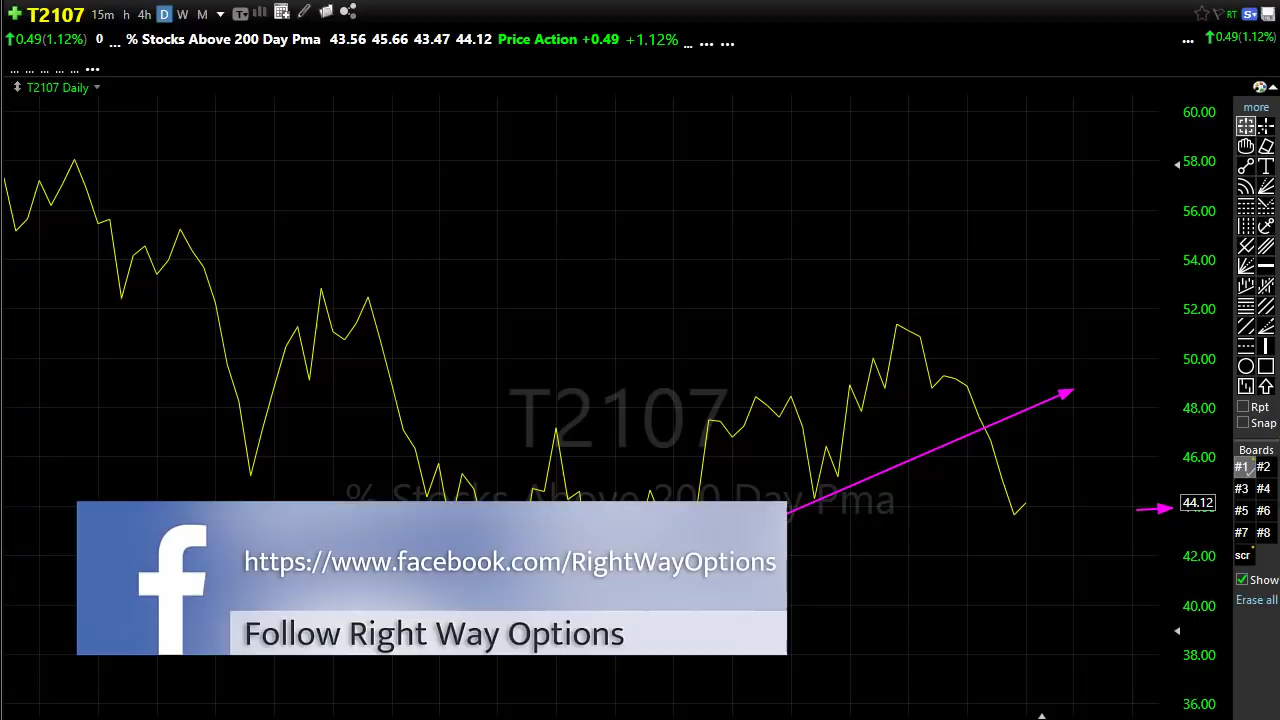 T2107 15m h 4h D W M T RT S
0.49(1.12%) 0 ... % Stocks Above 200 Day Pma 43.56 45.66 43.47 44.12 Price Action +0.49 +1.12% ... ... ... ... 0.49(1.12%)
... ... ... ... ... ...
T2107 Daily
more
60.00
58.00
56.00
54.00
52.00
50.00
48.00
46.00
44.12
42.00
40.00
38.00
36.00
T2107
% Stocks Above 200 Day Pma
https://www.facebook.com/RightWayOptions
Follow Right Way Options
T
Rpt
Snap
Boards
#1 #2
#3 #4
#5 #6
#7 #8
scr
Show
Erase all